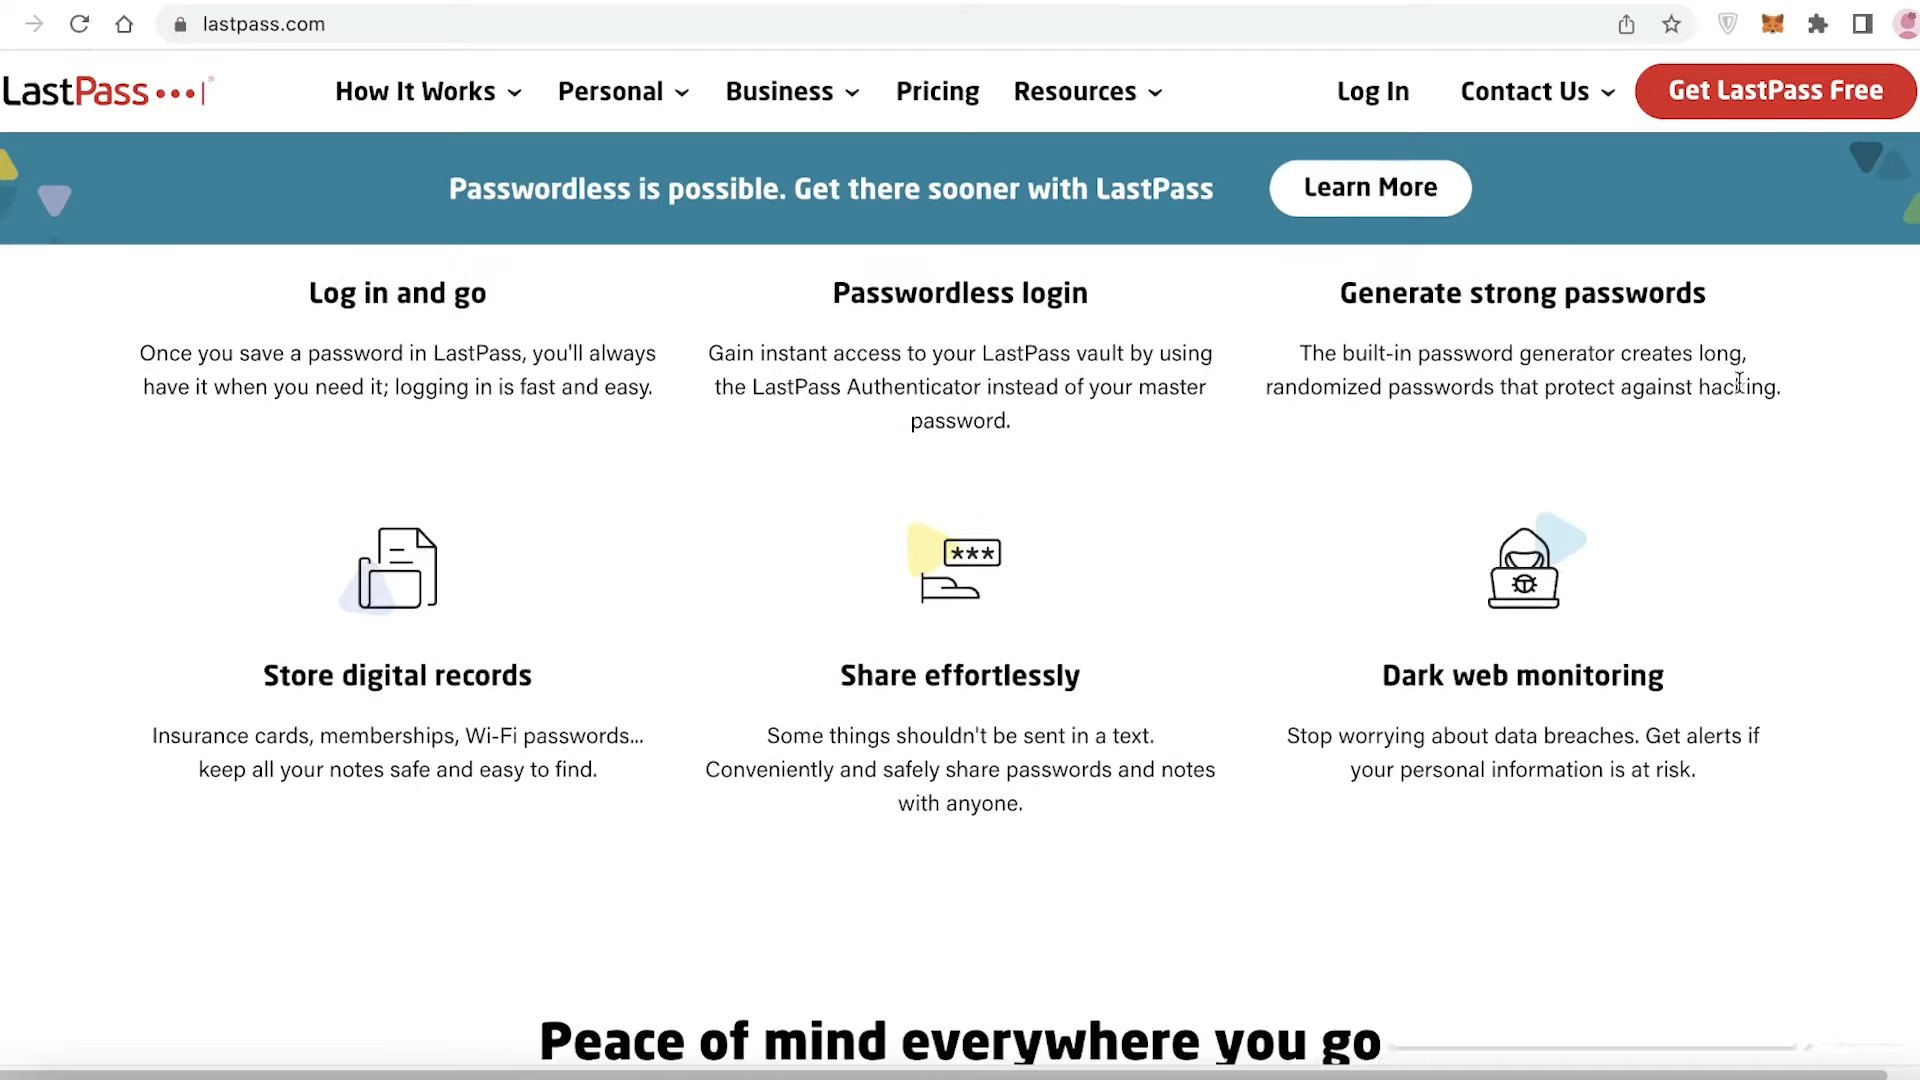 lastpass.com
LastPass
How It Works
Personal
Business
Pricing
Resources
Log In
Contact Us
Get LastPass Free
Passwordless is possible. Get there sooner with LastPass
Learn More
Log in and go
Once you save a password in LastPass, you'll always
have it when you need it; logging in is fast and easy.
Passwordless login
Gain instant access to your LastPass vault by using
the LastPass Authenticator instead of your master
password.
Generate strong passwords
The built-in password generator creates long,
randomized passwords that protect against hacking.
***
Store digital records
Insurance cards, memberships, Wi-Fi passwords...
keep all your notes safe and easy to find.
Share effortlessly
Some things shouldn't be sent in a text.
Conveniently and safely share passwords and notes
with anyone.
Dark web monitoring
Stop worrying about data breaches. Get alerts if
your personal information is at risk.
Peace of mind everywhere you go